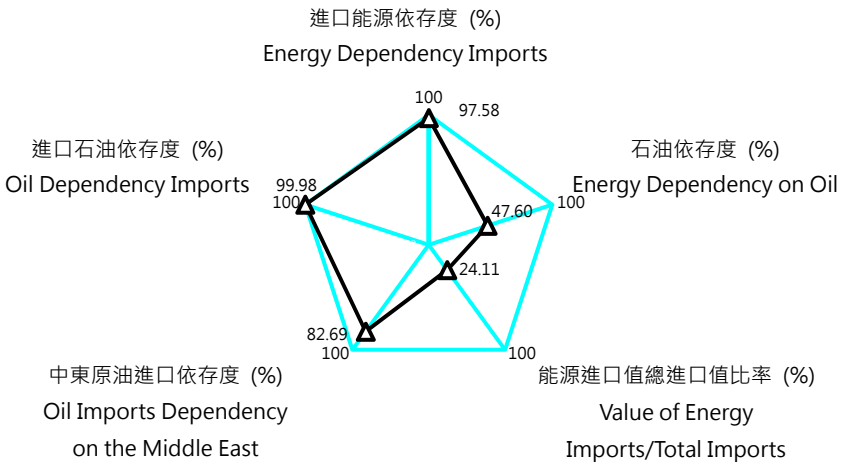 進口能源依存度 (%)
Energy Dependency Imports
100
97.58
進口石油依存度 (%)
Oil Dependency Imports
99.98
100
石油依存度 (%)
Energy Dependency on Oil
47.60
100
24.11
82.69
100
100
中東原油進口依存度 (%)
Oil Imports Dependency
on the Middle East
能源進口值總進口值比率 (%)
Value of Energy
Imports/Total Imports